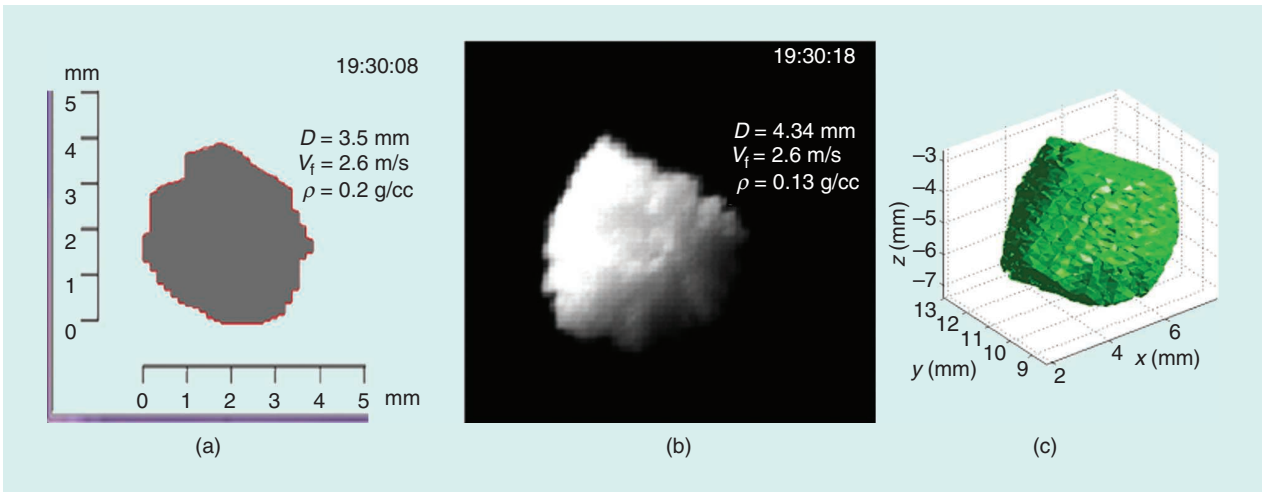 mm
19:30:08
5
4
3
2
1
0
D = 3.5 mm
Vf = 2.6 m/s
ρ = 0.2 g/cc
0 1 2 3 4 5 mm
(a)
19:30:18
D = 4.34 mm
Vf = 2.6 m/s
ρ = 0.13 g/cc
(b)
–3
–4
–5
–6
–7
z (mm)
13
12
11
10
9
y (mm)
2
4
6
x (mm)
(c)